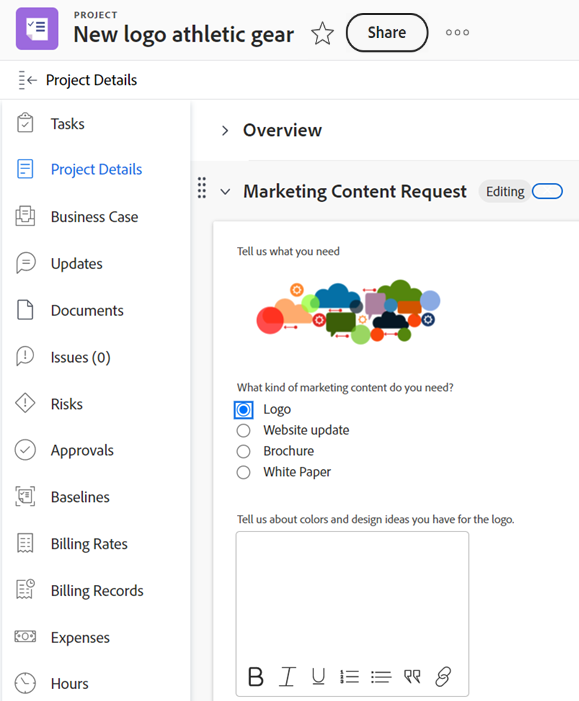 PROJECT
New logo athletic gear
Share
Project Details
Tasks
Project Details
Business Case
Updates
Documents
Issues (0)
Risks
Approvals
Baselines
Billing Rates
Billing Records
Expenses
Hours
Overview
Marketing Content Request Editing
Tell us what you need
What kind of marketing content do you need?
Logo
Website update
Brochure
White Paper
Tell us about colors and design ideas you have for the logo.
B I U